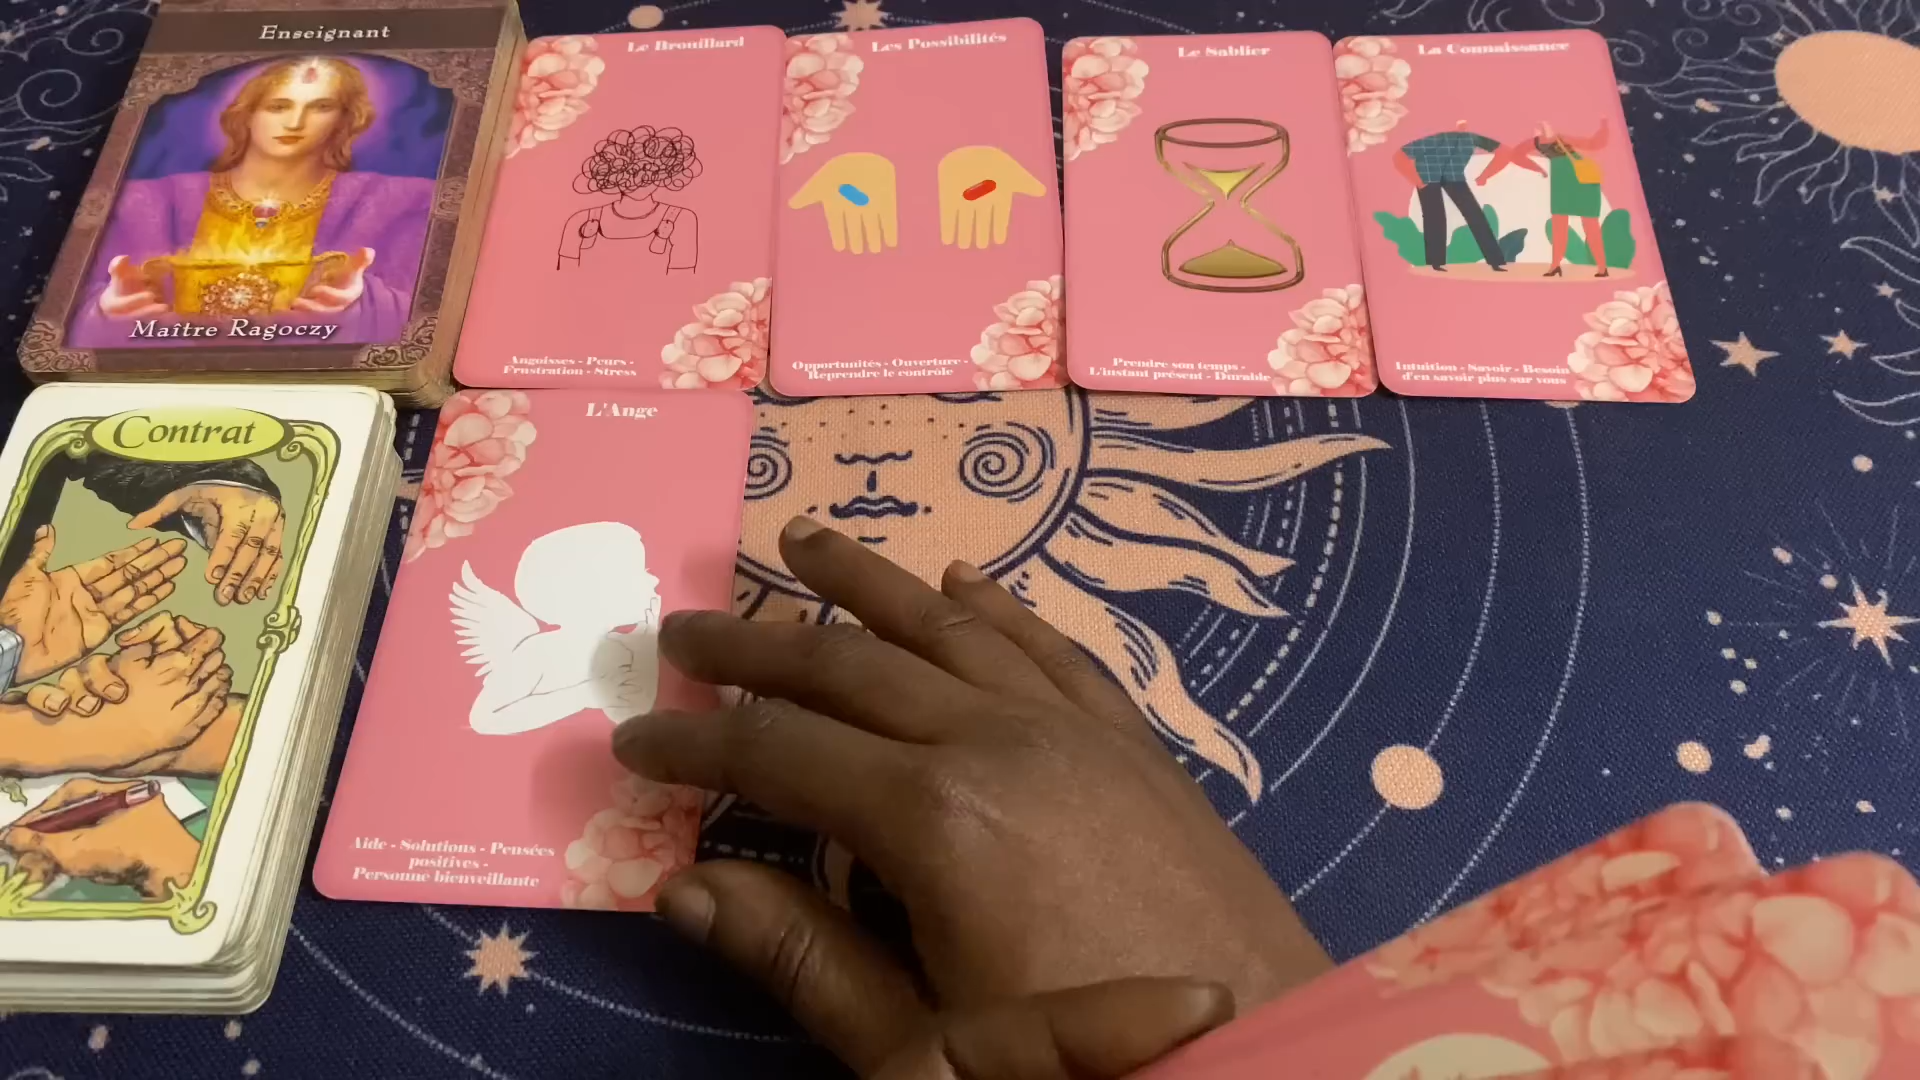 Enseignant
Maître Ragoczy
Le Brouillard
Angoisses - Peurs -
Frustration - Stress
Les Possibilités
Opportunités - Ouverture -
Reprendre le contrôle
Le Sablier
Prendre son temps -
L'instant présent - Durable
La Connaissance
Intuition - Savoir - Besoin
d'en savoir plus sur vous
Contrat
L'Ange
Aide - Solutions - Pensées
positives -
Personne bienveillante